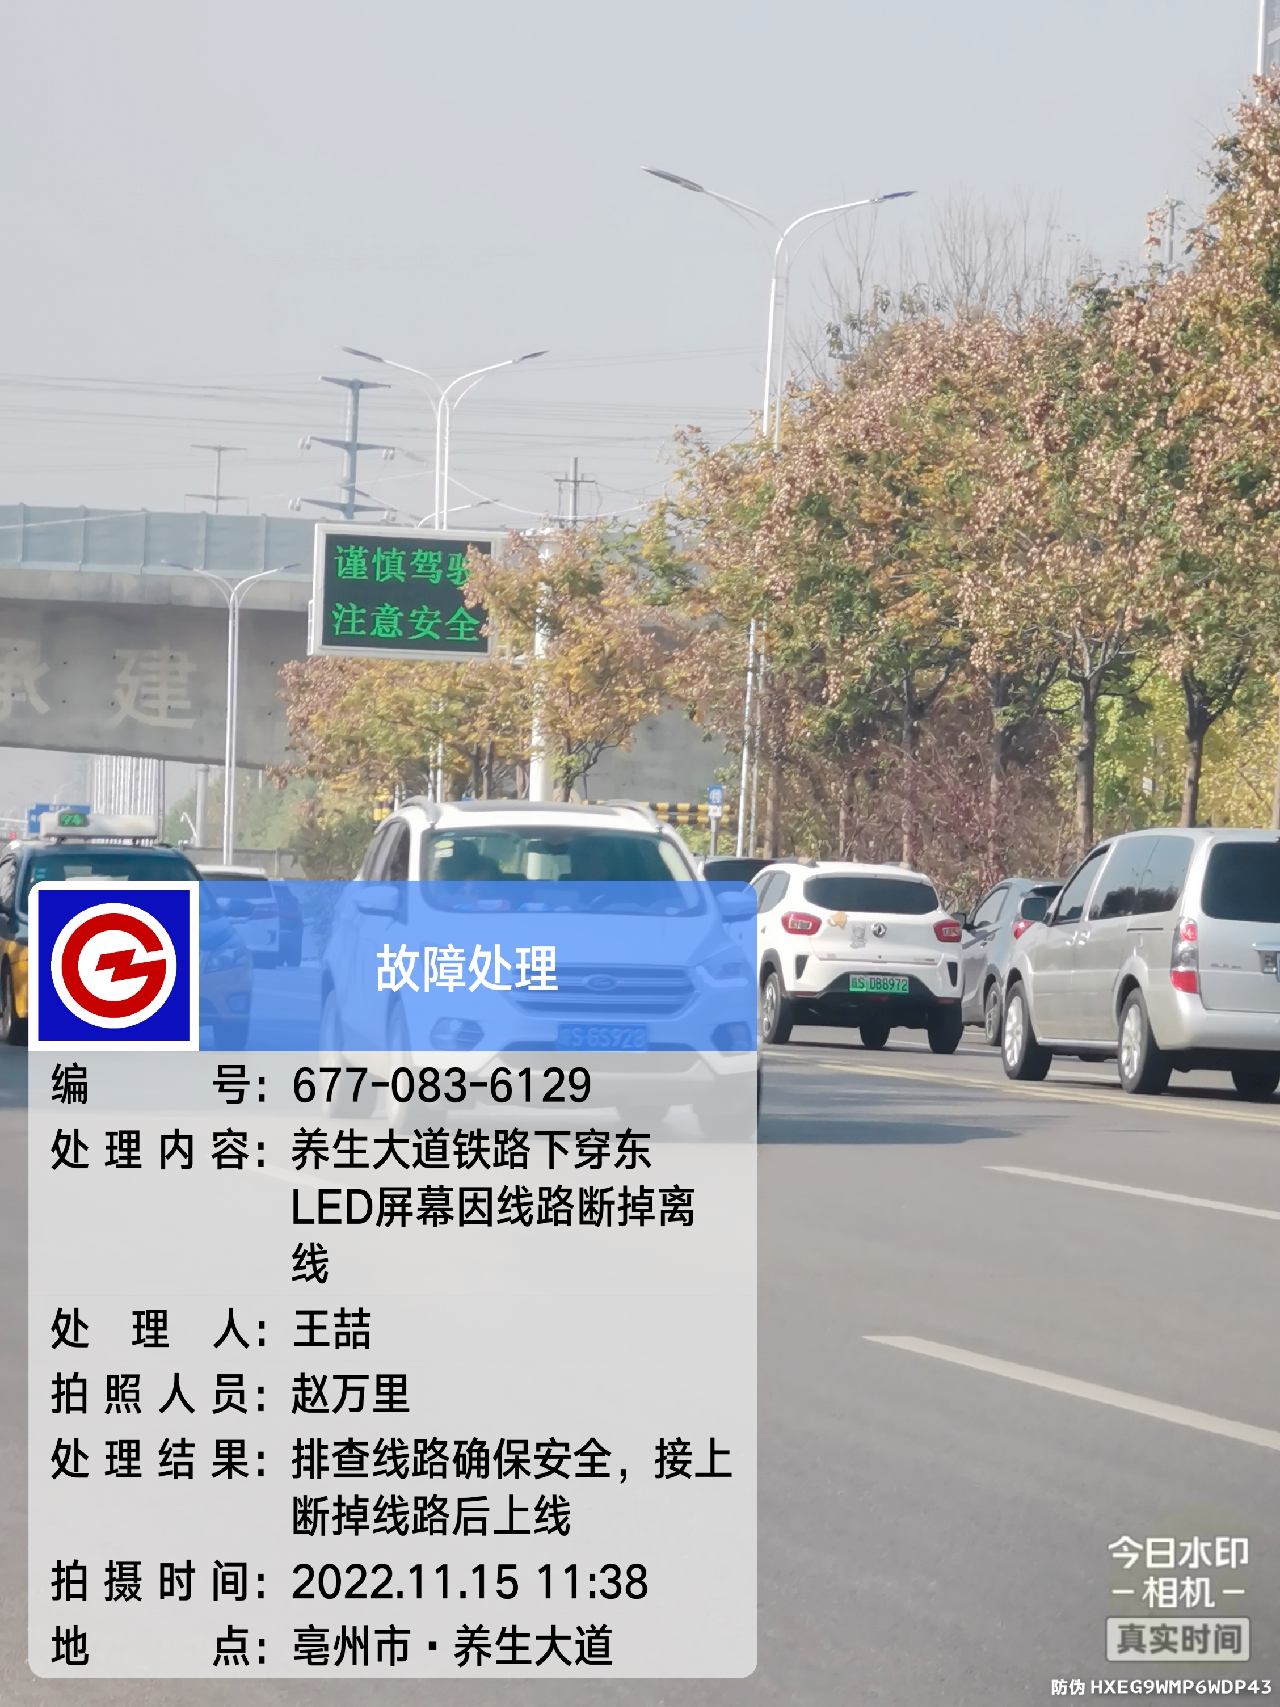 谨慎驾驶
注意安全
承建
故障处理
编号：677-083-6129
处理内容：养生大道铁路下穿东
LED屏幕因线路断掉离
线
处理人：王喆
拍照人员：赵万里
处理结果：排查线路确保安全，接上
断掉线路后上线
拍摄时间：2022.11.15 11:38
地点：亳州市·养生大道
皖S DB8972
今日水印
相机
真实时间
防伪 HXEG9WMP6WDP43